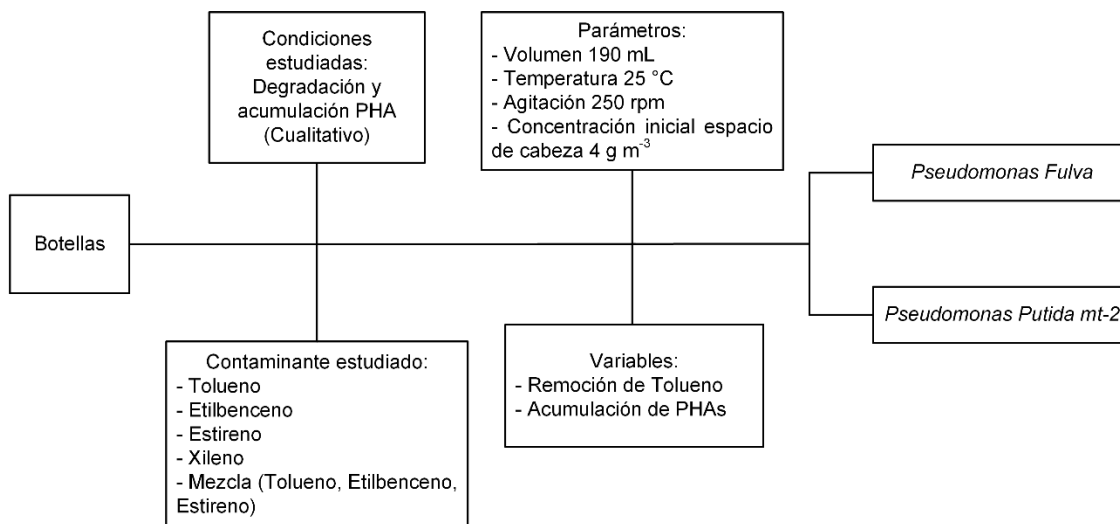 Botellas
Condiciones
estudiadas:
Degradación y
acumulación PHA
(Cualitativo)
Contaminante estudiado:
- Tolueno
- Etilbenceno
- Estireno
- Xileno
- Mezcla (Tolueno, Etilbenceno,
Estireno)
Parámetros:
- Volumen 190 mL
- Temperatura 25 °C
- Agitación 250 rpm
- Concentración inicial espacio
de cabeza 4 g m⁻³
Variables:
- Remoción de Tolueno
- Acumulación de PHAs
Pseudomonas Fulva
Pseudomonas Putida mt-2